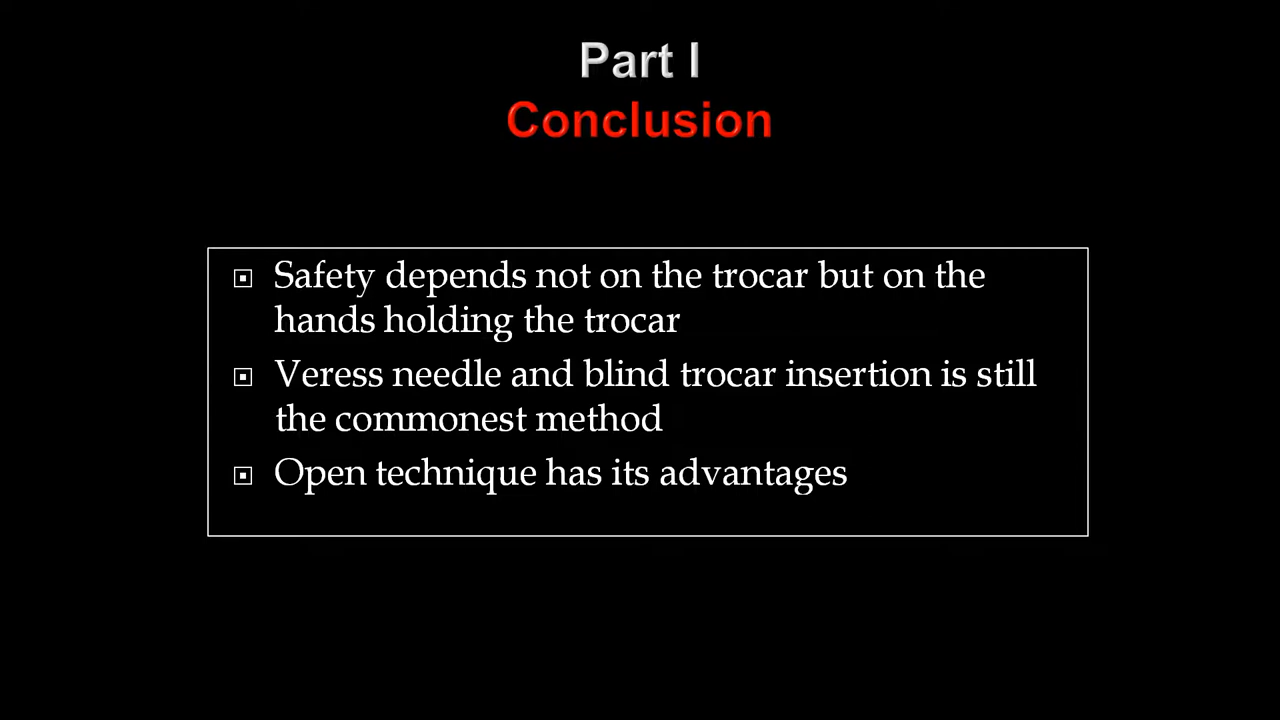 Part I
Conclusion
Safety depends not on the trocar but on the
hands holding the trocar
Veress needle and blind trocar insertion is still
the commonest method
Open technique has its advantages